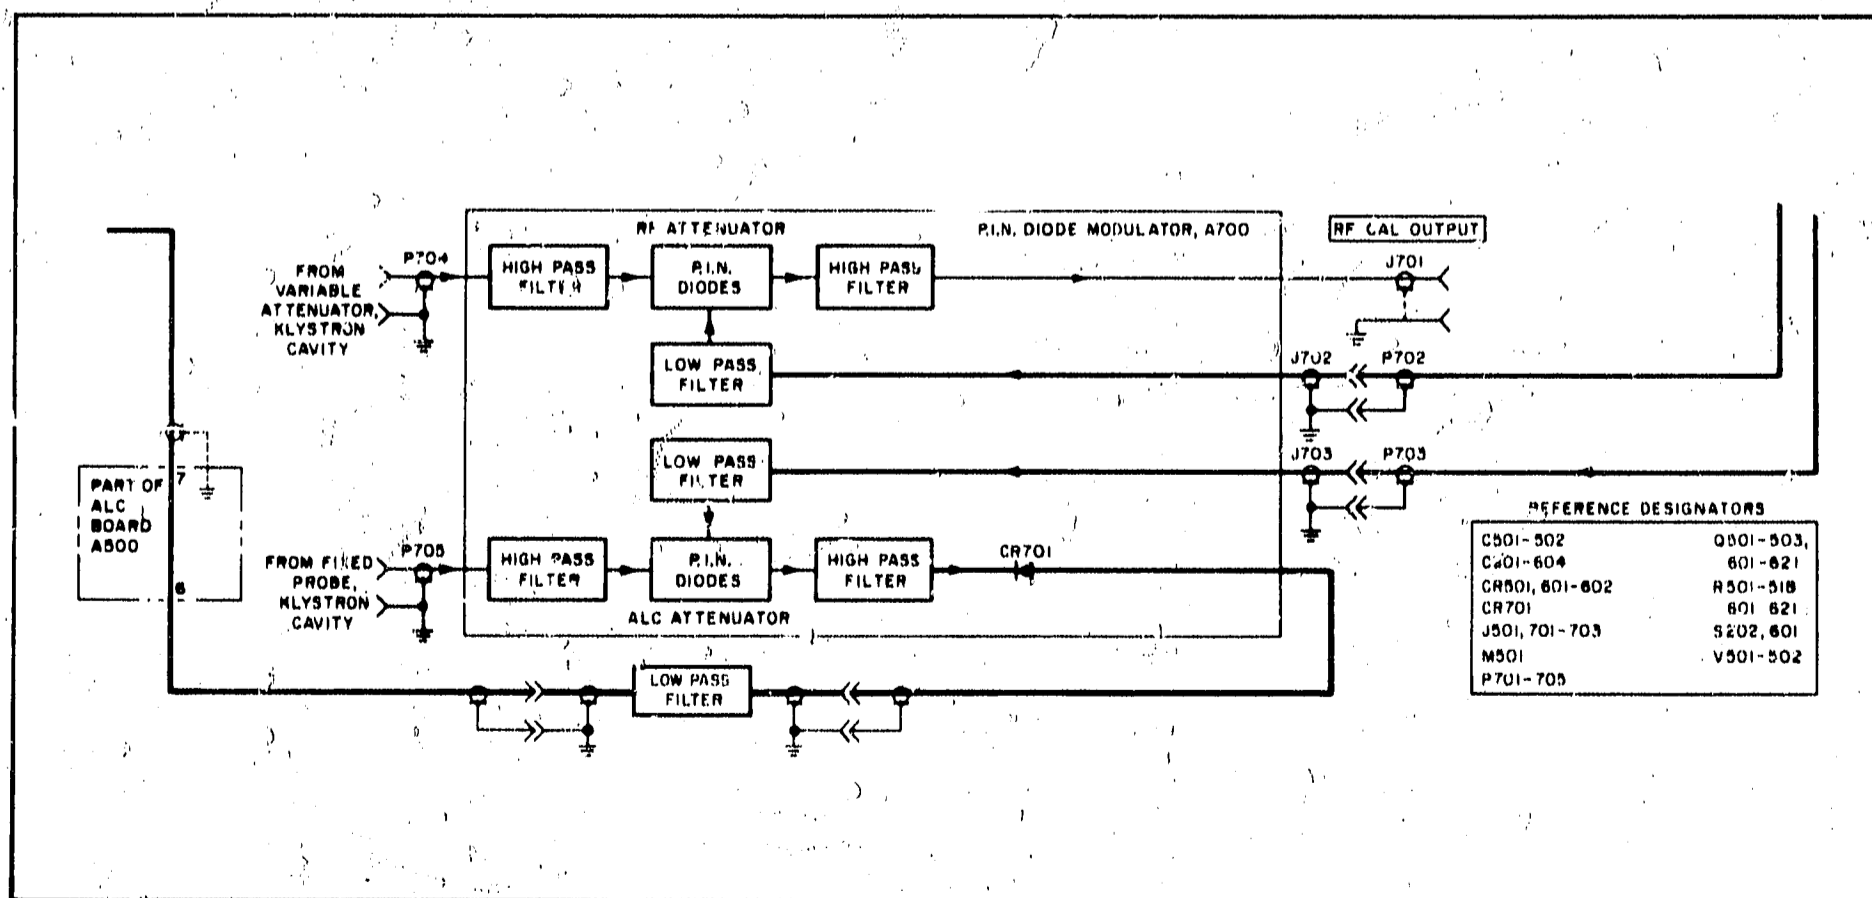 RF ATTENUATOR
P.I.N. DIODE MODULATOR, A700
RF CAL OUTPUT
P704
J701
FROM
VARIABLE
ATTENUATOR,
KLYSTRON
CAVITY
HIGH PASS
FILTER
P.I.N.
DIODES
HIGH PASS
FILTER
LOW PASS
FILTER
J702
P702
LOW PASS
FILTER
J703
P703
7
PART OF
ALC
BOARD
A500
6
FROM FIXED
PROBE,
KLYSTRON
CAVITY
P705
HIGH PASS
FILTER
P.I.N.
DIODES
HIGH PASS
FILTER
CR701
ALC ATTENUATOR
LOW PASS
FILTER
REFERENCE DESIGNATORS
C501-502
Q501-503,
601-621
CR501, 601-602
R501-518
CR701
601 621
J501, 701-703
S202, 601
M501
V501-502
P701-705